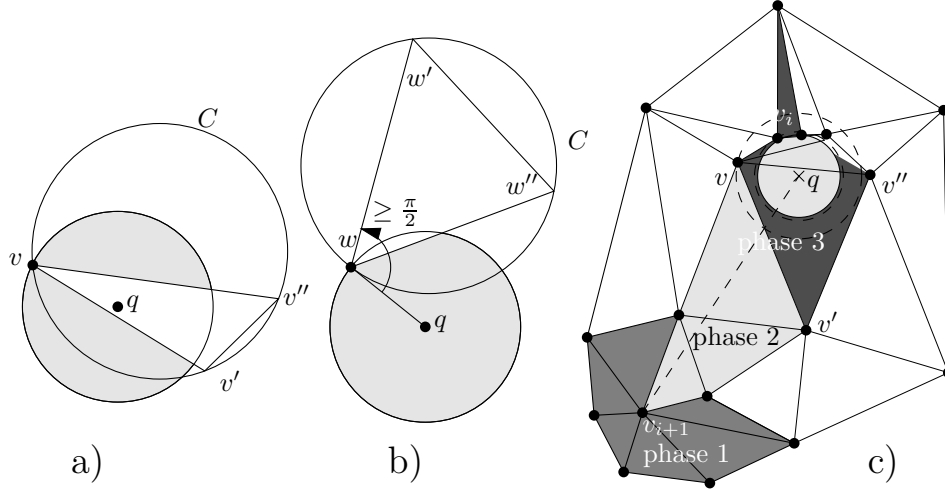 C
v
q
v''
v'
a)
w'
C
w''
≥ π/2
w
q
b)
v_i
v
q
v''
phase 3
phase 2
v'
v_{i+1}
phase 1
c)